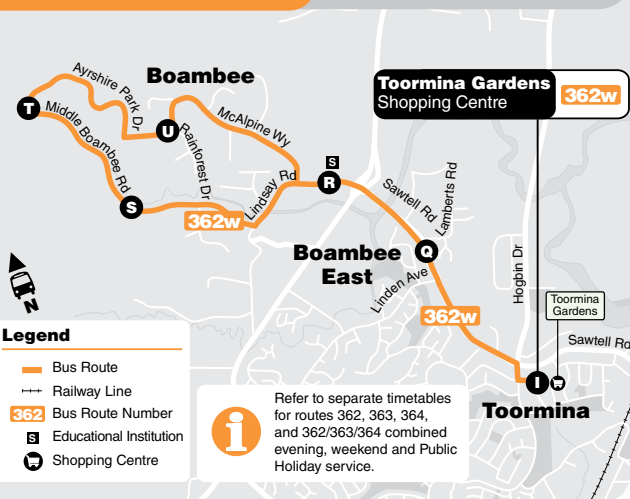 Boambee
Ayrshire Park Dr
McAlpine Wy
T
U
Middle Boambee Rd
Rainforest Dr
S
362w
Lindsay Rd
S
R
Toormina Gardens
Shopping Centre
362w
Sawtell Rd
Lamberts Rd
Boambee
East
Q
Linden Ave
Hogbin Dr
362w
Toormina
Gardens
Sawtell Rd
I
Toormina
N
Legend
Bus Route
Railway Line
362 Bus Route Number
S Educational Institution
Shopping Centre
i
Refer to separate timetables
for routes 362, 363, 364,
and 362/363/364 combined
evening, weekend and Public
Holiday service.